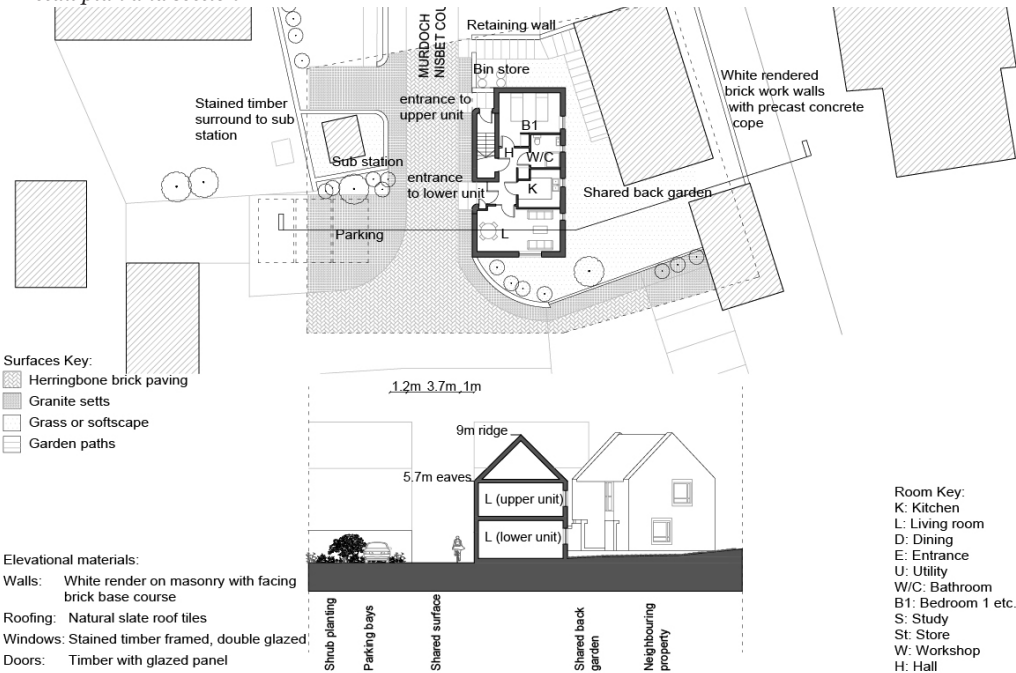 MURDOCH
NISBET COU
Retaining wall
Bin store
White rendered
brick work walls
with precast concrete
cope
Stained timber
surround to sub
station
entrance to
upper unit
B1
H
W/C
Sub station
entrance
to lower unit
K
Shared back garden
Parking
L
Surfaces Key:
Herringbone brick paving
Granite setts
Grass or softscape
Garden paths
1.2m 3.7m 1m
9m ridge
5.7m eaves
L (upper unit)
L (lower unit)
Elevational materials:
Walls: White render on masonry with facing
brick base course
Roofing: Natural slate roof tiles
Windows: Stained timber framed, double glazed
Doors: Timber with glazed panel
Shrub planting
Parking bays
Shared surface
Shared back
garden
Neighbouring
property
Room Key:
K: Kitchen
L: Living room
D: Dining
E: Entrance
U: Utility
W/C: Bathroom
B1: Bedroom 1 etc.
S: Study
St: Store
W: Workshop
H: Hall